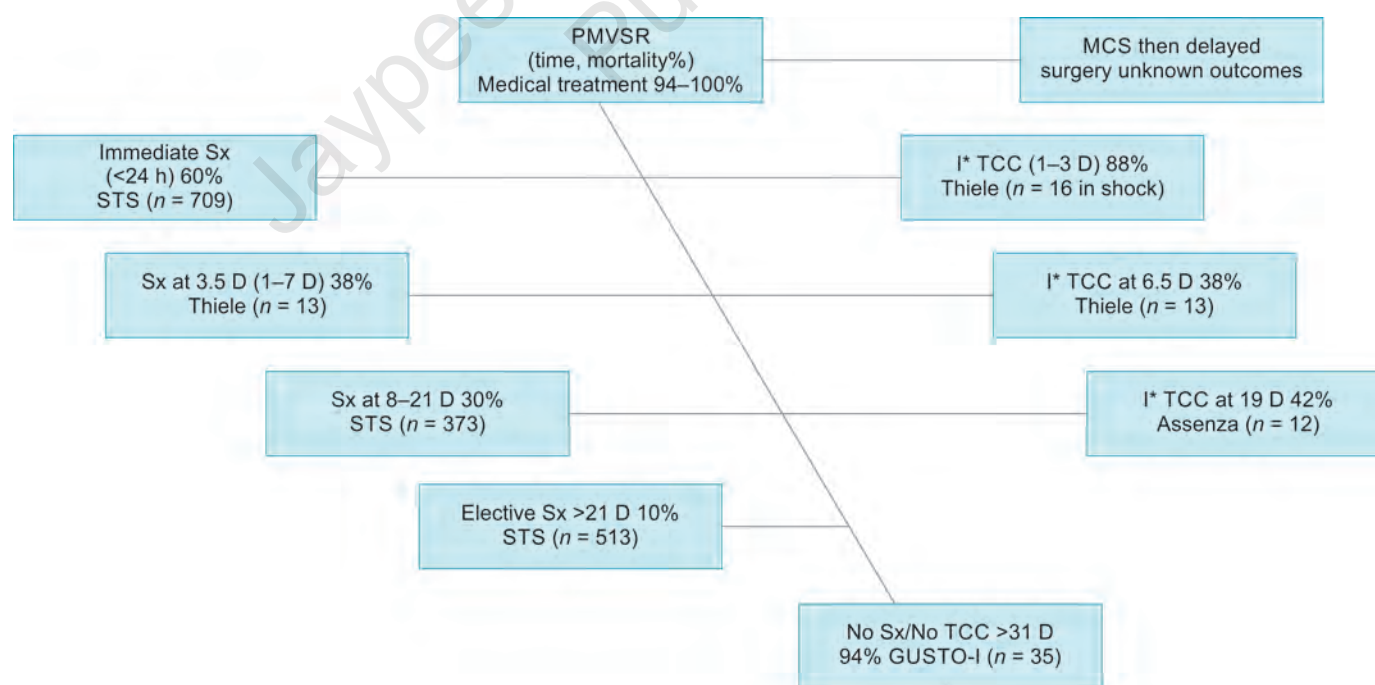 PMVSR
(time, mortality%)
Medical treatment 94–100%
MCS then delayed
surgery unknown outcomes
Immediate Sx
(<24 h) 60%
STS (n = 709)
I* TCC (1–3 D) 88%
Thiele (n = 16 in shock)
Sx at 3.5 D (1–7 D) 38%
Thiele (n = 13)
I* TCC at 6.5 D 38%
Thiele (n = 13)
Sx at 8–21 D 30%
STS (n = 373)
I* TCC at 19 D 42%
Assenza (n = 12)
Elective Sx >21 D 10%
STS (n = 513)
No Sx/No TCC >31 D
94% GUSTO-I (n = 35)
Jaypee
Pu